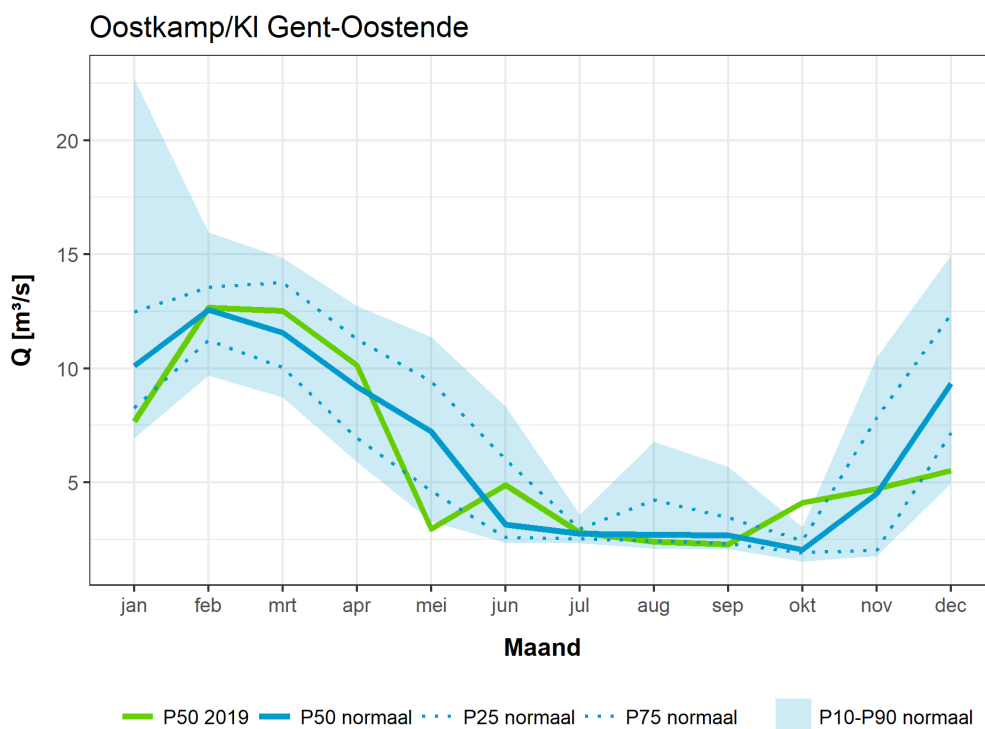 Oostkamp/Kl Gent-Oostende
Q [m³/s]
20
15
10
5
jan feb mrt apr mei jun jul aug sep okt nov dec
Maand
P50 2019 P50 normaal P25 normaal P75 normaal P10-P90 normaal